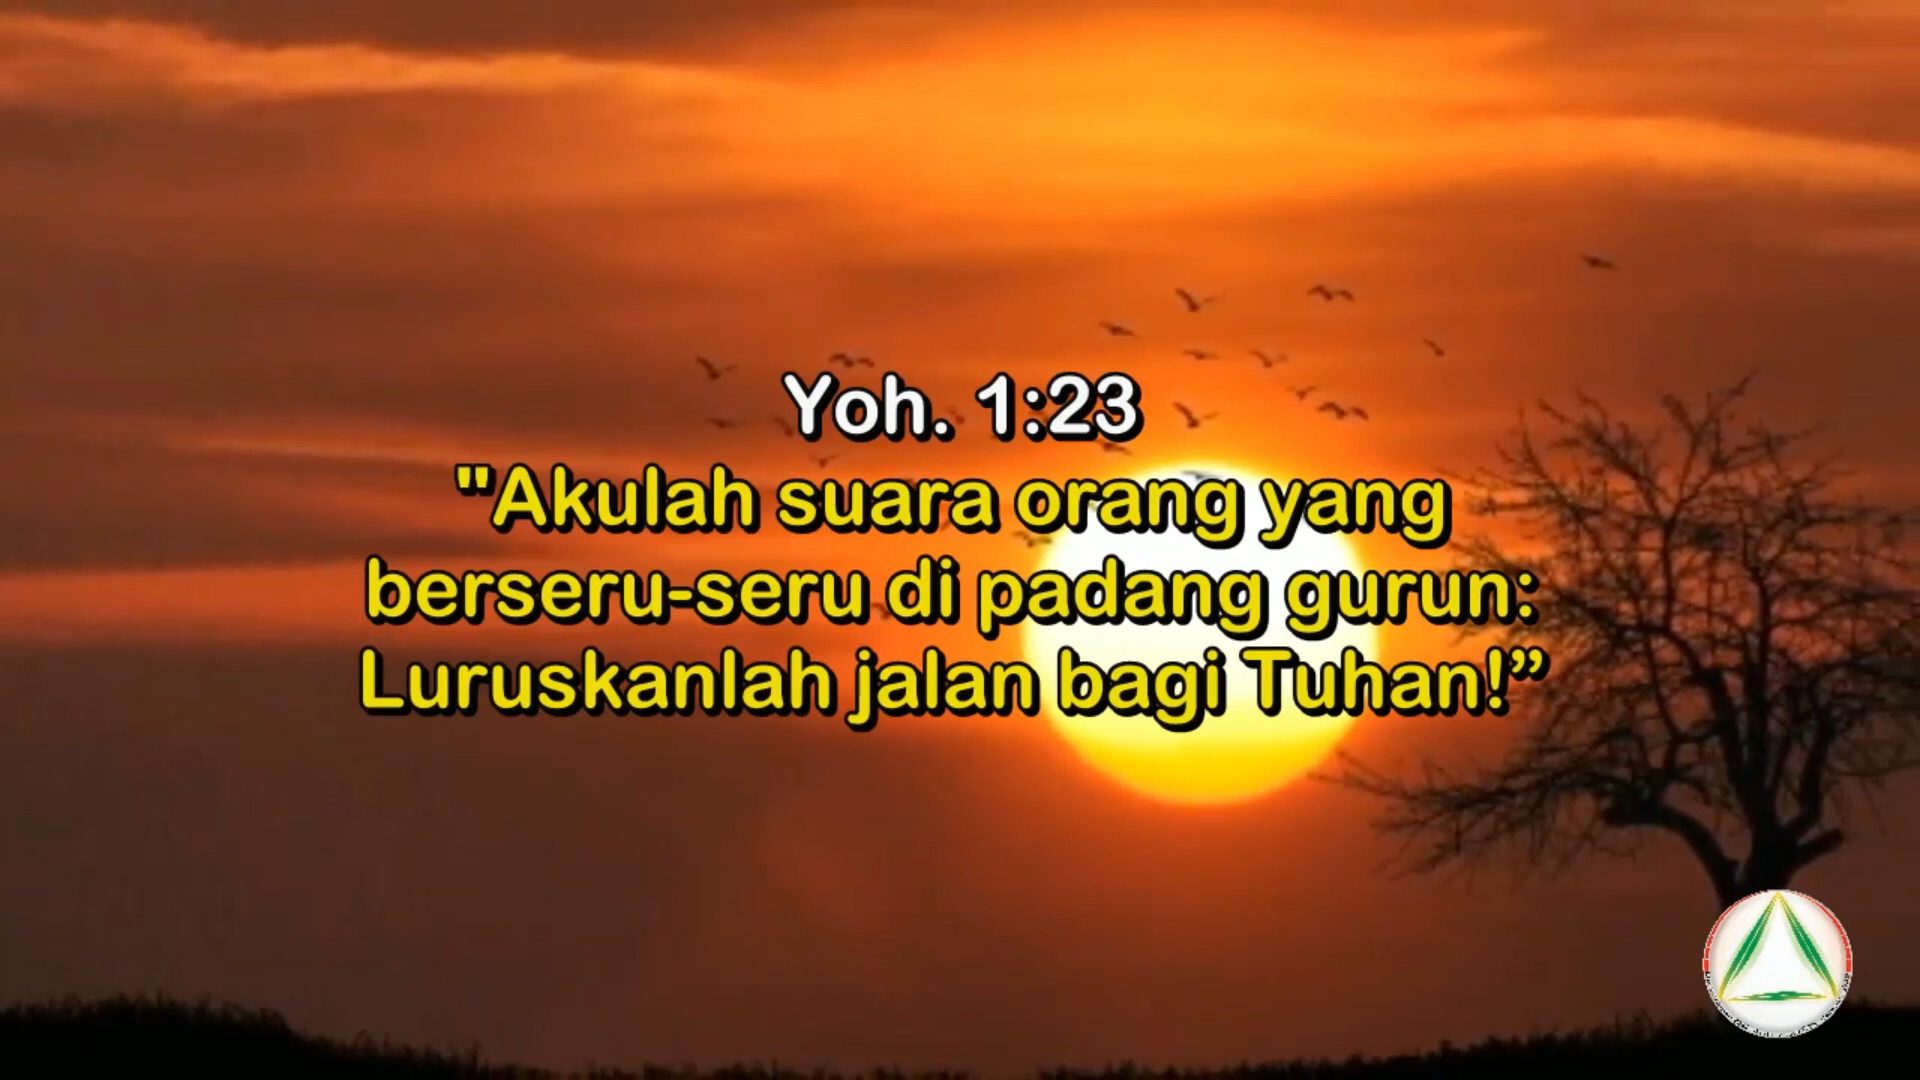 Yoh. 1:23
"Akulah suara orang yang
berseru-seru di padang gurun:
Luruskanlah jalan bagi Tuhan!”